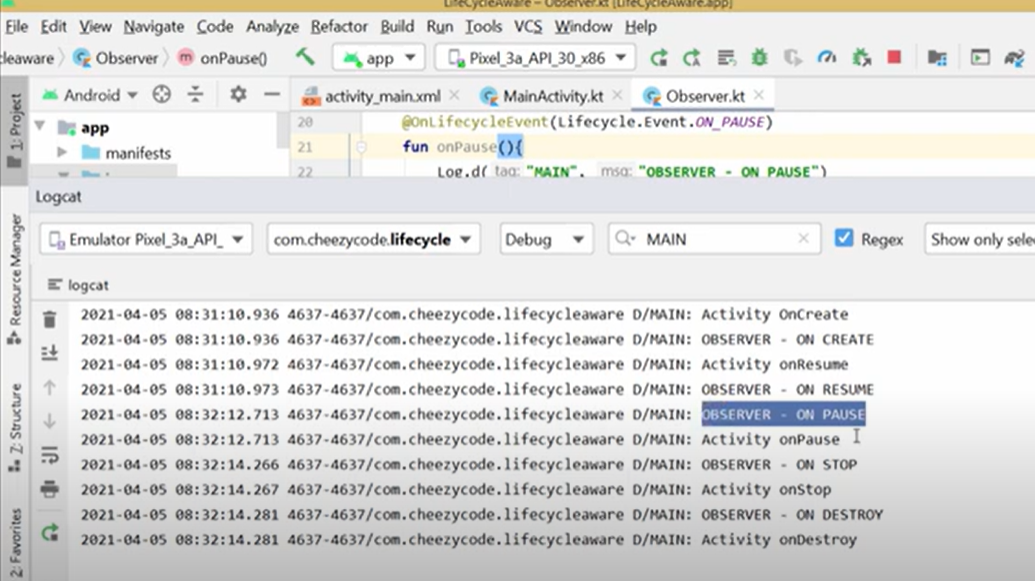 LifeCycleAware – Observer.kt [LifeCycleAware.app]
File Edit View Navigate Code Analyze Refactor Build Run Tools VCS Window Help
cleaware Observer onPause() app Pixel_3a_API_30_x86
1: Project
Android
activity_main.xml MainActivity.kt Observer.kt
app
manifests
20 @OnLifecycleEvent(Lifecycle.Event.ON_PAUSE)
21 fun onPause(){
22 Log.d( tag: "MAIN", msg: "OBSERVER - ON PAUSE")
Logcat
Resource Manager
Emulator Pixel_3a_API_ com.cheezycode.lifecycle Debug MAIN Regex Show only sele
logcat
2021-04-05 08:31:10.936 4637-4637/com.cheezycode.lifecycleaware D/MAIN: Activity OnCreate
2021-04-05 08:31:10.936 4637-4637/com.cheezycode.lifecycleaware D/MAIN: OBSERVER - ON CREATE
2021-04-05 08:31:10.972 4637-4637/com.cheezycode.lifecycleaware D/MAIN: Activity onResume
2021-04-05 08:31:10.973 4637-4637/com.cheezycode.lifecycleaware D/MAIN: OBSERVER - ON RESUME
2021-04-05 08:32:12.713 4637-4637/com.cheezycode.lifecycleaware D/MAIN: OBSERVER - ON PAUSE
2021-04-05 08:32:12.713 4637-4637/com.cheezycode.lifecycleaware D/MAIN: Activity onPause
2021-04-05 08:32:14.266 4637-4637/com.cheezycode.lifecycleaware D/MAIN: OBSERVER - ON STOP
2021-04-05 08:32:14.267 4637-4637/com.cheezycode.lifecycleaware D/MAIN: Activity onStop
2021-04-05 08:32:14.281 4637-4637/com.cheezycode.lifecycleaware D/MAIN: OBSERVER - ON DESTROY
2021-04-05 08:32:14.281 4637-4637/com.cheezycode.lifecycleaware D/MAIN: Activity onDestroy
Z: Structure
2: Favorites